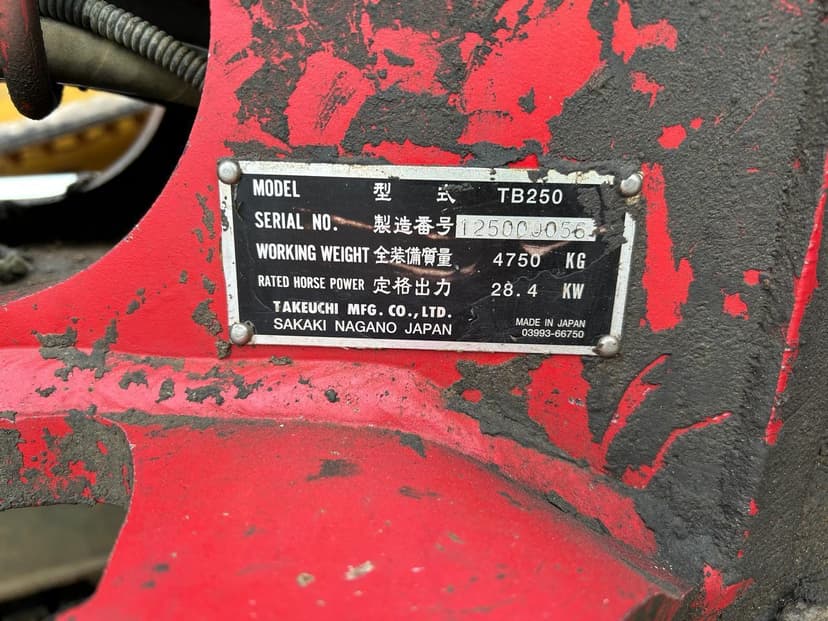 MODEL 型式 TB250
SERIAL NO. 製造番号
WORKING WEIGHT 全装備質量 4750 KG
RATED HORSE POWER 定格出力 28.4 KW
TAKEUCHI MFG. CO., LTD.
SAKAKI NAGANO JAPAN
MADE IN JAPAN
03993-66750